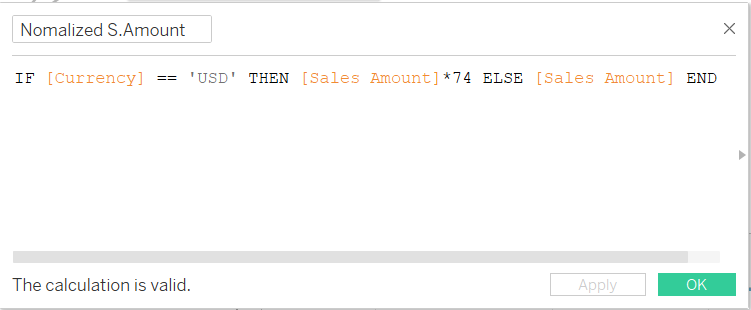 Nomalized S.Amount
IF [Currency] == 'USD' THEN [Sales Amount]*74 ELSE [Sales Amount] END
The calculation is valid.
Apply
OK